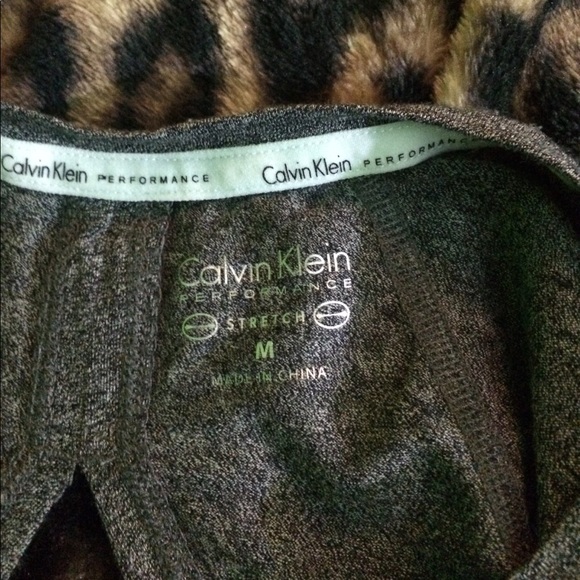 Calvin Klein PERFORMANCE Calvin Klein PERFORMANCE
Calvin Klein
PERFORMANCE
STRETCH
M
MADE IN CHINA